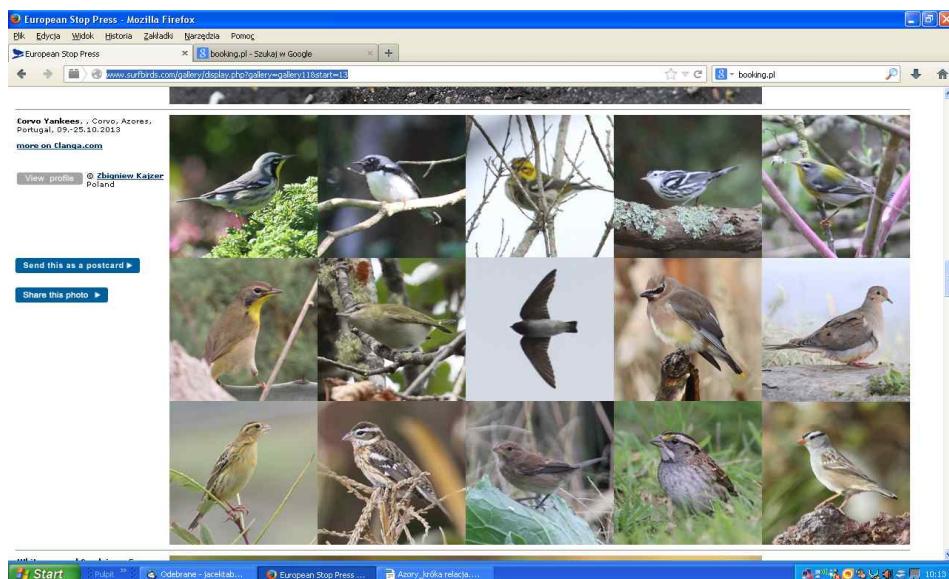 European Stop Press - Mozilla Firefox
Plik Edycja Widok Historia Zakładki Narzędzia Pomoc
European Stop Press
booking.pl - Szukaj w Google
www.surfbirds.com/gallery/display.php?gallery=gallery11&start=13
booking.pl
Corvo Yankees, , Corvo, Azores,
Portugal, 09.-25.10.2013
more on Clanga.com
View profile
© Zbigniew Kajzer
Poland
Send this as a postcard
Share this photo
Start
Pulpit
Odebrane - jacektab...
European Stop Press ...
Azory_króka relacja....
10:13